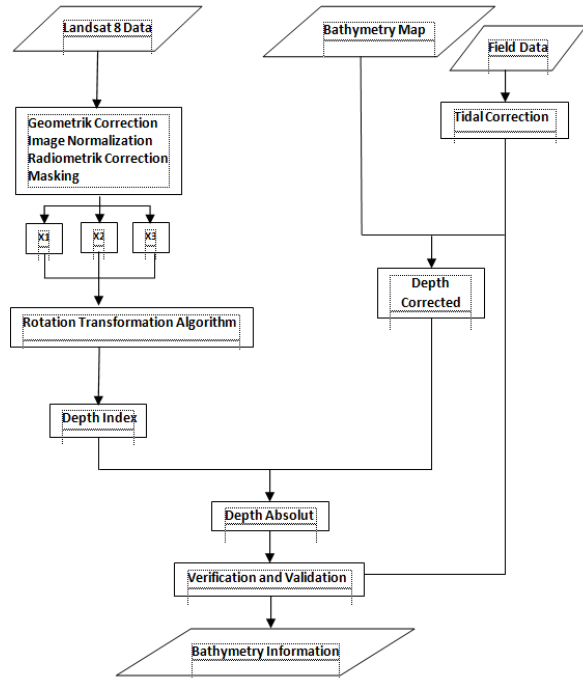 Landsat 8 Data
Bathymetry Map
Field Data
Geometrik Correction
Image Normalization
Radiometrik Correction
Masking
Tidal Correction
X1
X2
X3
Depth
Corrected
Rotation Transformation Algorithm
Depth Index
Depth Absolut
Verification and Validation
Bathymetry Information